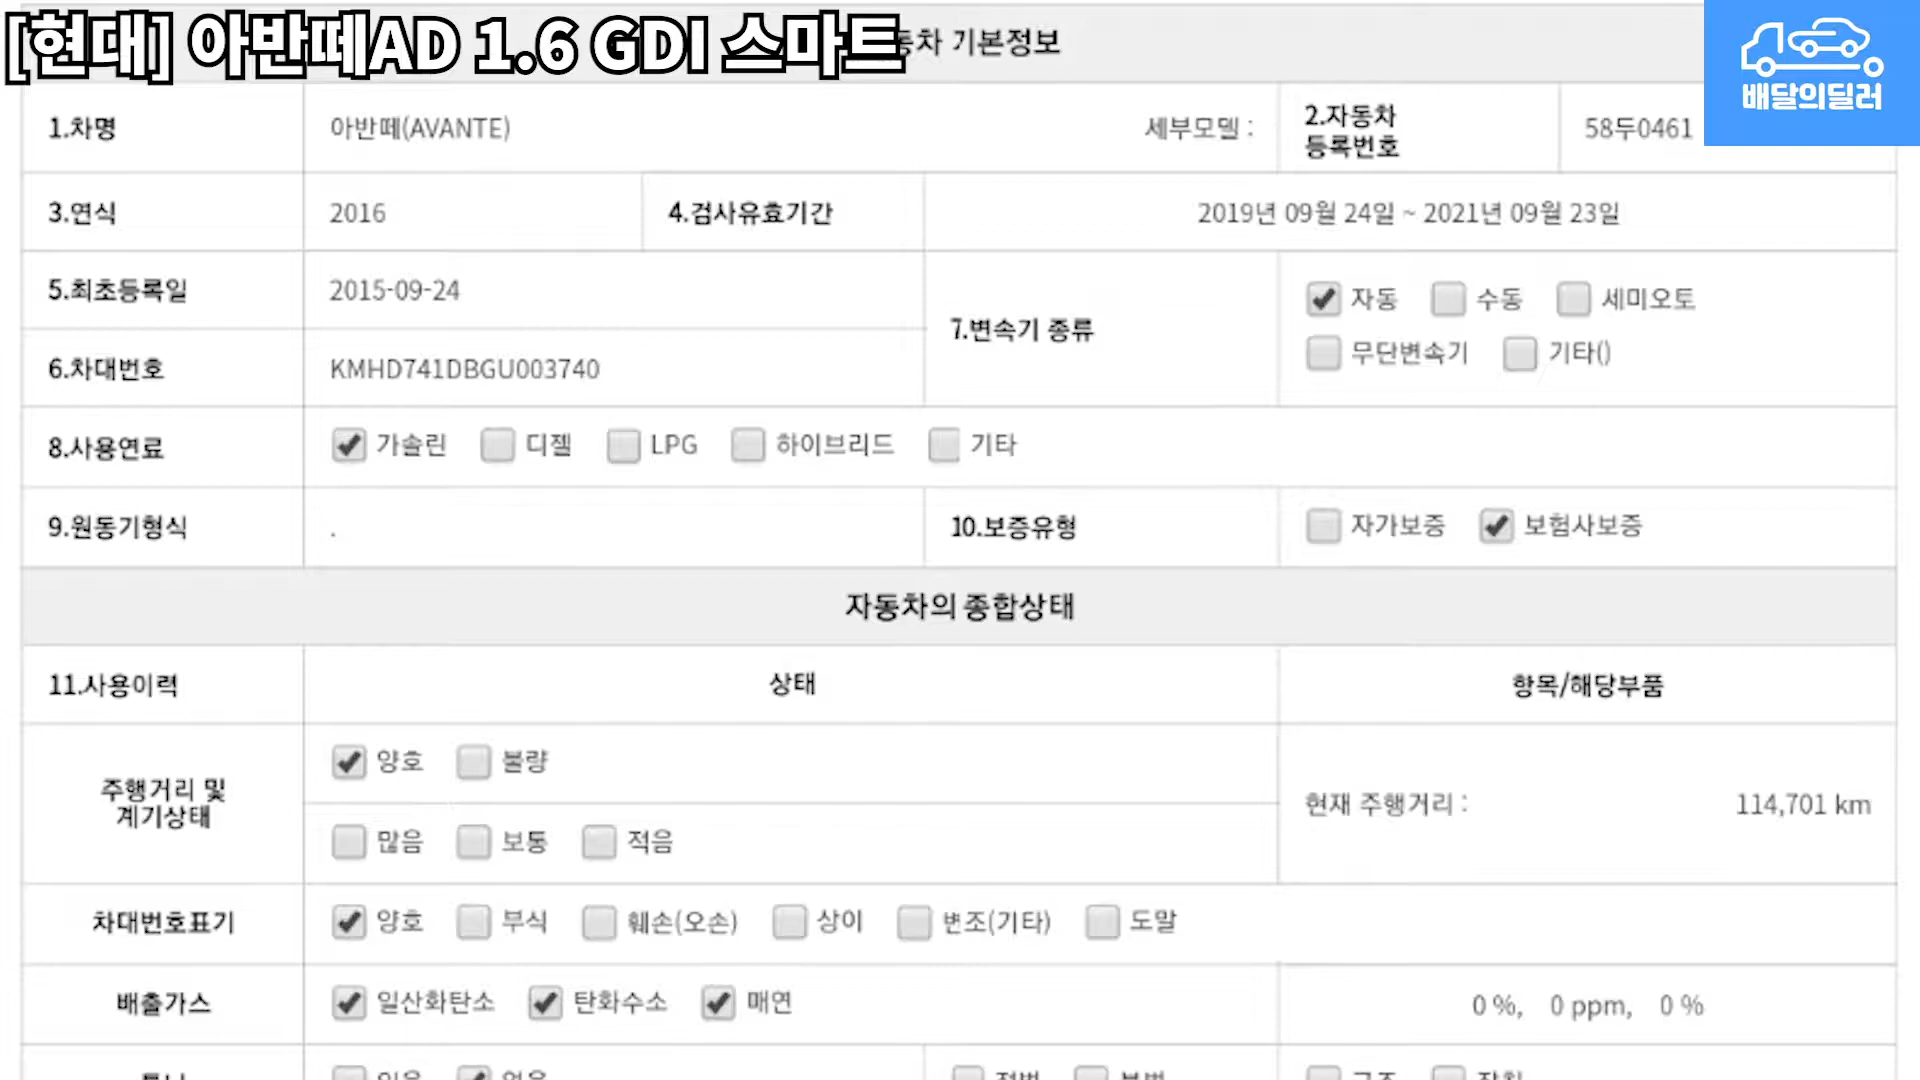 [현대] 아반떼AD 1.6 GDI 스마트
동차 기본정보
배달의딜러
1.차명 아반떼(AVANTE) 세부모델 : 2.자동차 등록번호 58두0461
3.연식 2016 4.검사유효기간 2019년 09월 24일 ~ 2021년 09월 23일
5.최초등록일 2015-09-24
7.변속기 종류 자동 수동 세미오토
무단변속기 기타()
6.차대번호 KMHD741DBGU003740
8.사용연료 가솔린 디젤 LPG 하이브리드 기타
9.원동기형식 . 10.보증유형 자가보증 보험사보증
자동차의 종합상태
11.사용이력 상태 항목/해당부품
주행거리 및
계기상태
양호 불량
많음 보통 적음
현재 주행거리 : 114,701 km
차대번호표기 양호 부식 훼손(오손) 상이 변조(기타) 도말
배출가스 일산화탄소 탄화수소 매연 0 %, 0 ppm, 0 %